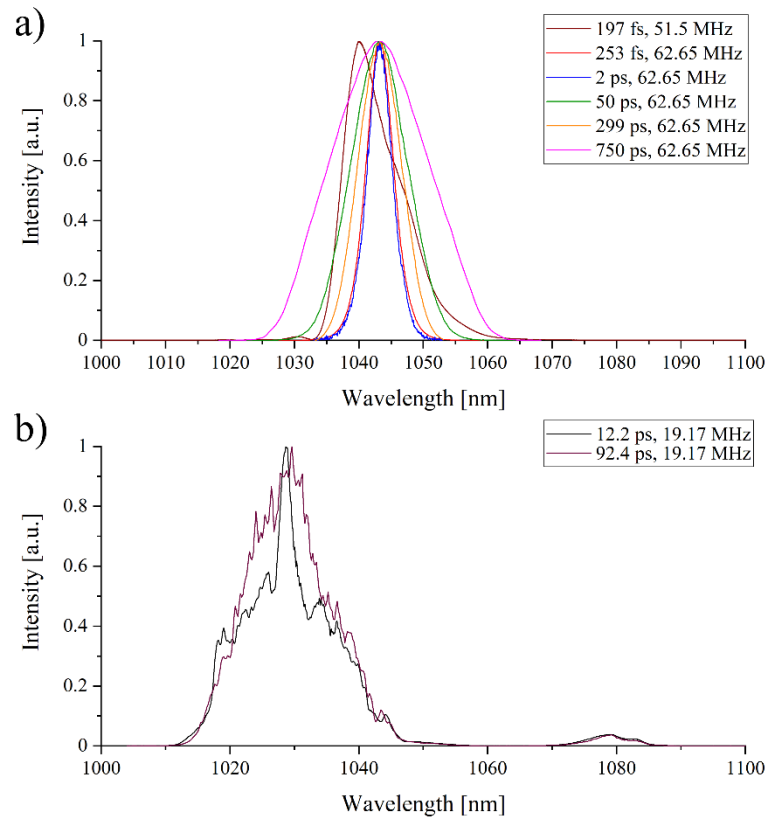 a)
197 fs, 51.5 MHz
253 fs, 62.65 MHz
2 ps, 62.65 MHz
50 ps, 62.65 MHz
299 ps, 62.65 MHz
750 ps, 62.65 MHz
1
0.8
0.6
0.4
0.2
0
Intensity [a.u.]
1000 1010 1020 1030 1040 1050 1060 1070 1080 1090 1100
Wavelength [nm]
b)
12.2 ps, 19.17 MHz
92.4 ps, 19.17 MHz
1
0.8
0.6
0.4
0.2
0
Intensity [a.u.]
1000 1020 1040 1060 1080 1100
Wavelength [nm]